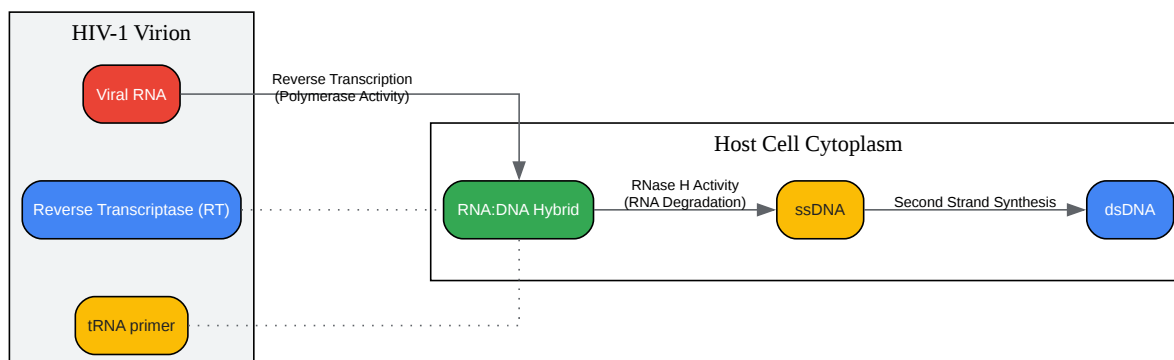 HIV-1 Virion
Viral RNA
Reverse Transcription
(Polymerase Activity)
Host Cell Cytoplasm
Reverse Transcriptase (RT)
RNA:DNA Hybrid
RNase H Activity
(RNA Degradation)
ssDNA
Second Strand Synthesis
dsDNA
tRNA primer